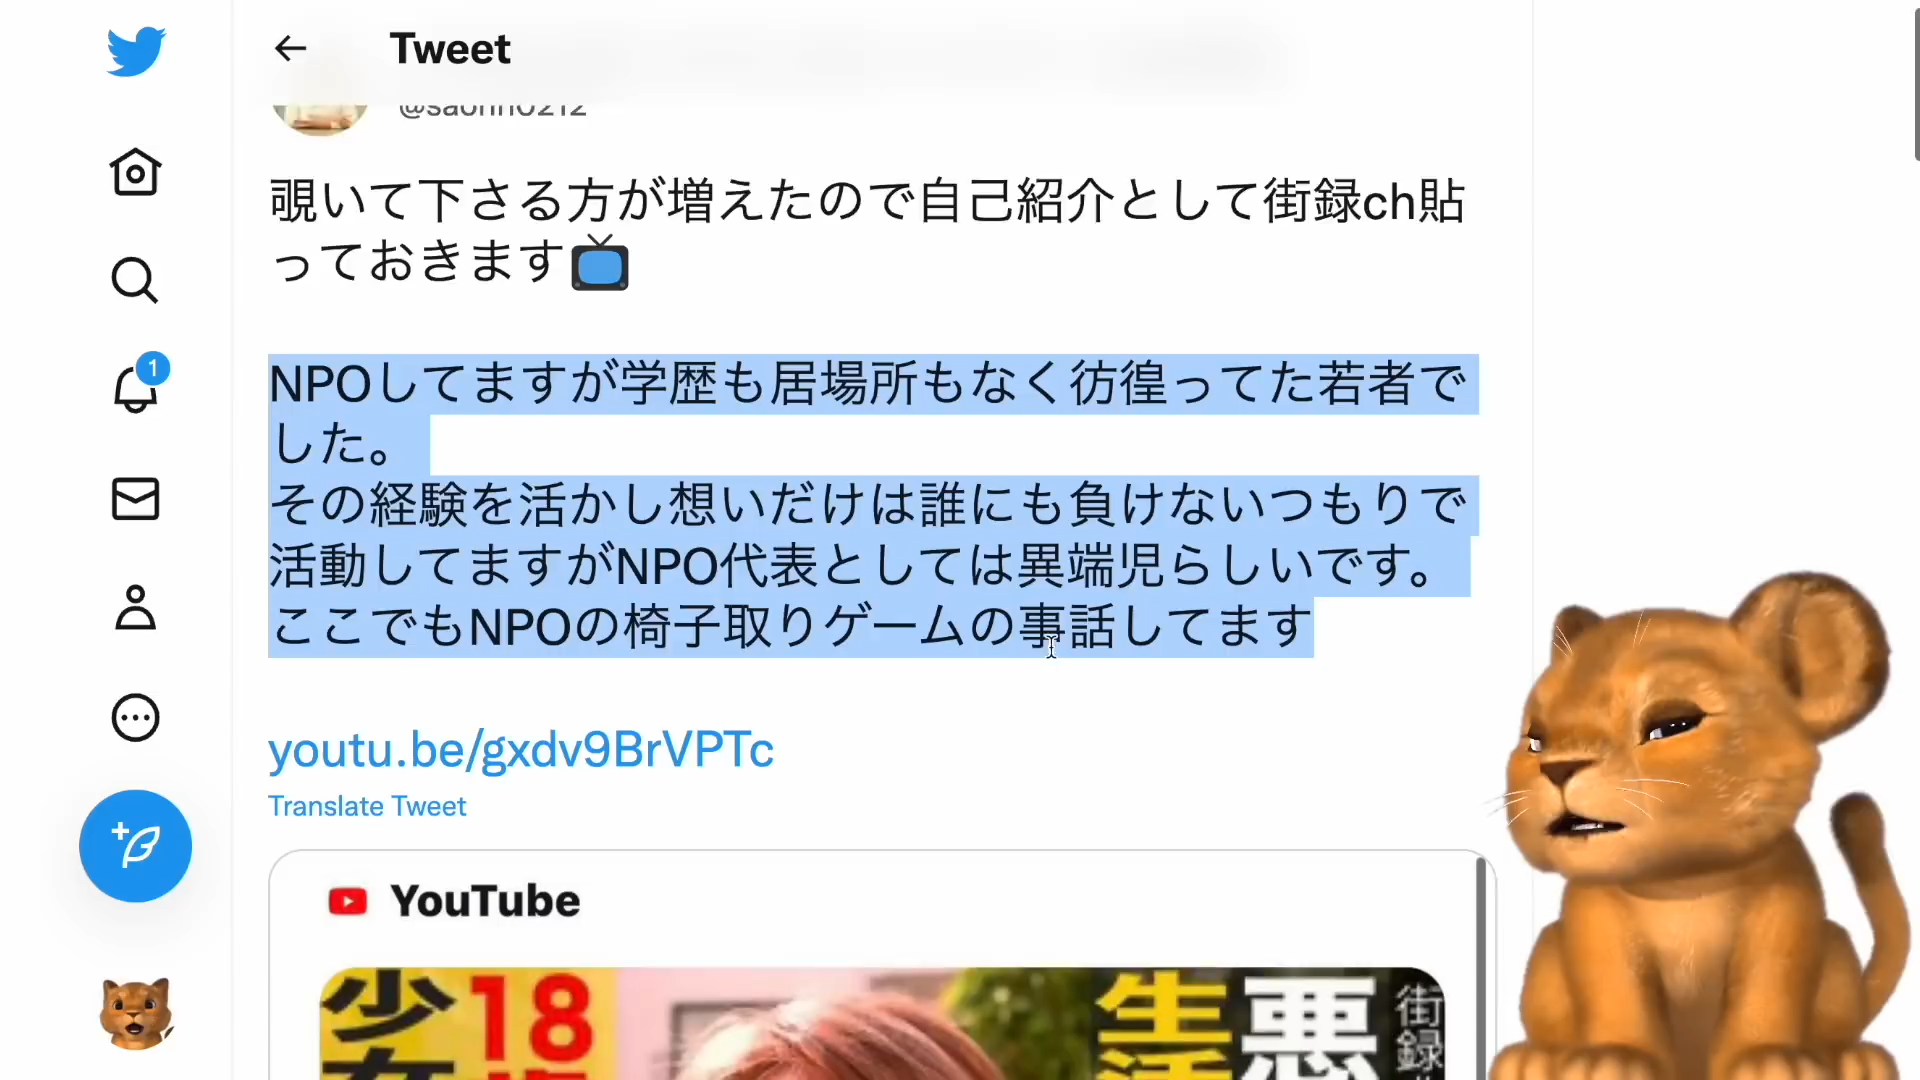 Tweet
@saorin0212
覗いて下さる方が増えたので自己紹介として街録ch貼
っておきます
NPOしてますが学歴も居場所もなく彷徨ってた若者で
した。
その経験を活かし想いだけは誰にも負けないつもりで
活動してますがNPO代表としては異端児らしいです。
ここでもNPOの椅子取りゲームの事話してます
youtu.be/gxdv9BrVPTc
Translate Tweet
YouTube
少
18
生活
悪
街録
1